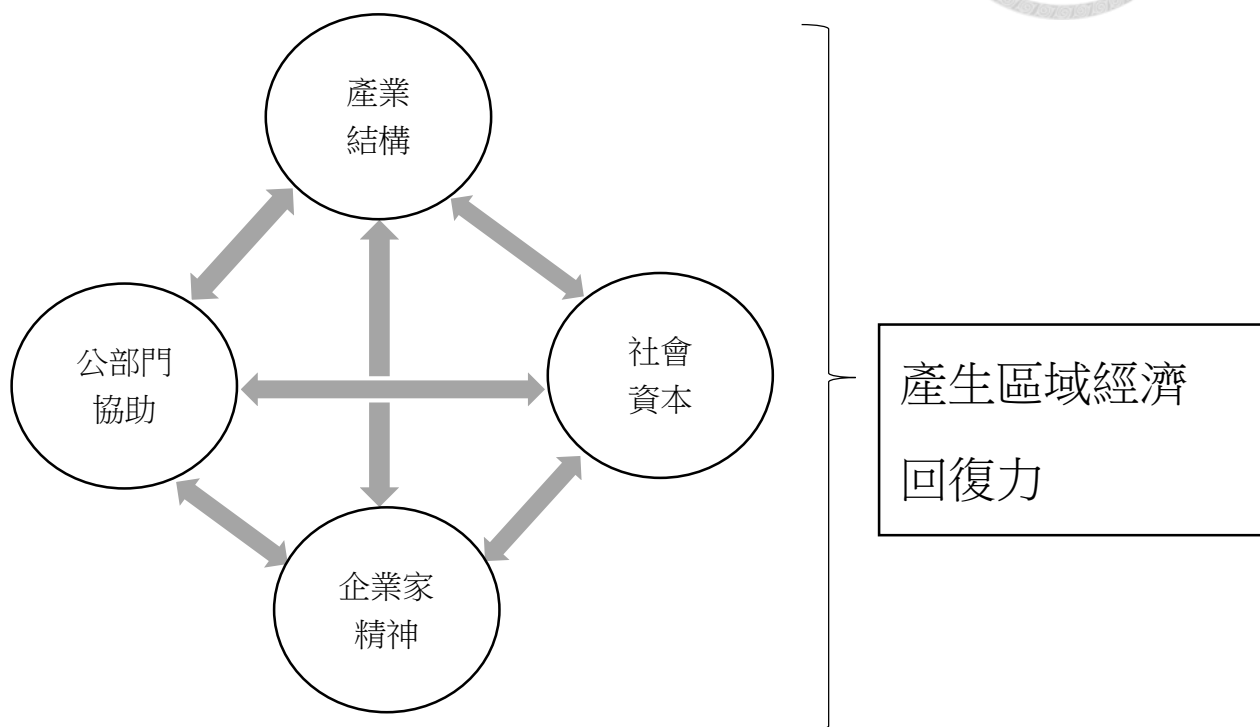 產業
結構
公部門
協助
社會
資本
企業家
精神
產生區域經濟
回復力